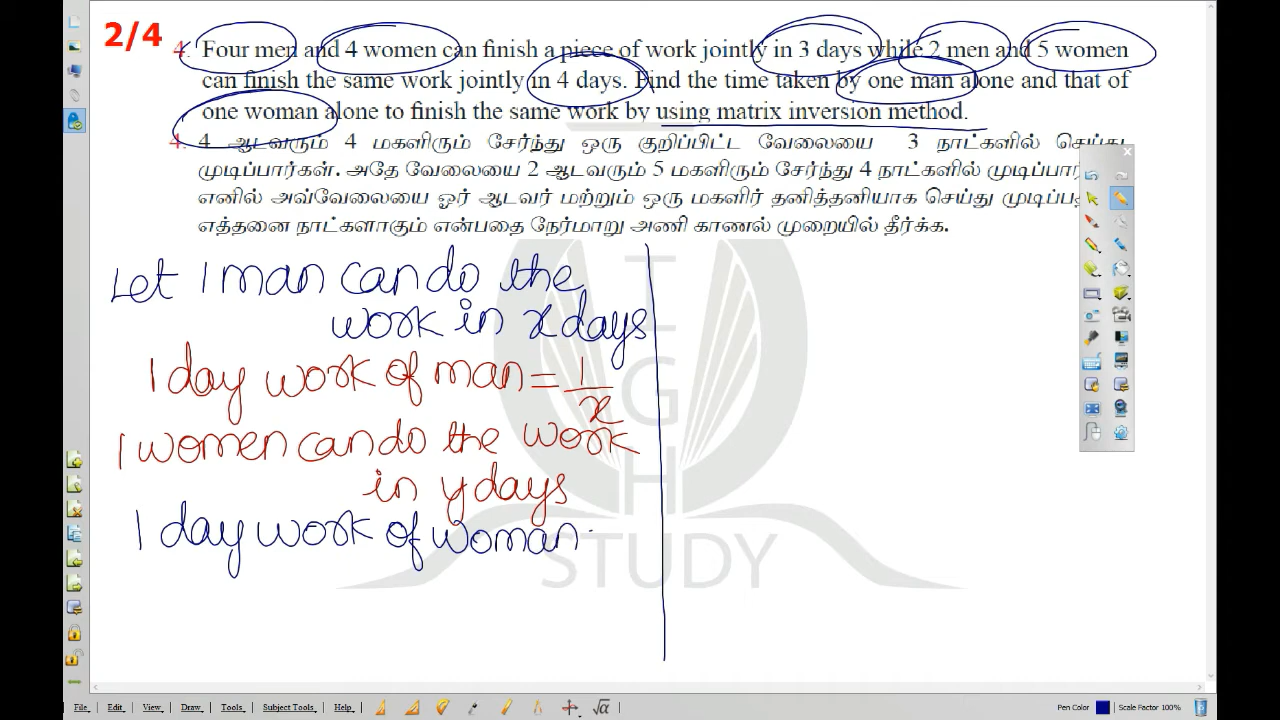 2/4
4. Four men and 4 women can finish a piece of work jointly in 3 days while 2 men and 5 women
can finish the same work jointly in 4 days. Find the time taken by one man alone and that of
one woman alone to finish the same work by using matrix inversion method.
4. 4 ஆடவரும் 4 மகளிரும் சேர்ந்து ஒரு குறிப்பிட்ட வேலையை 3 நாட்களில் செய்து
முடிப்பார்கள். அதே வேலையை 2 ஆடவரும் 5 மகளிரும் சேர்ந்து 4 நாட்களில்
எனில் அவ்வேலையை ஓர் ஆடவர் மற்றும் ஒரு மகளிர் தனித்தனியாக செய்து
எத்தனை நாட்களாகும் என்பதை நேர்மாறு அணி காணல் முறையில் தீர்க்க.
Let 1 man can do the
work in x days
1 day work of man = 1/x
1 women can do the work
in y days
1 day work of woman
LIGHT
STUDY
File Edit View Draw Tools Subject Tools Help √α Pen Color Scale Factor 100%